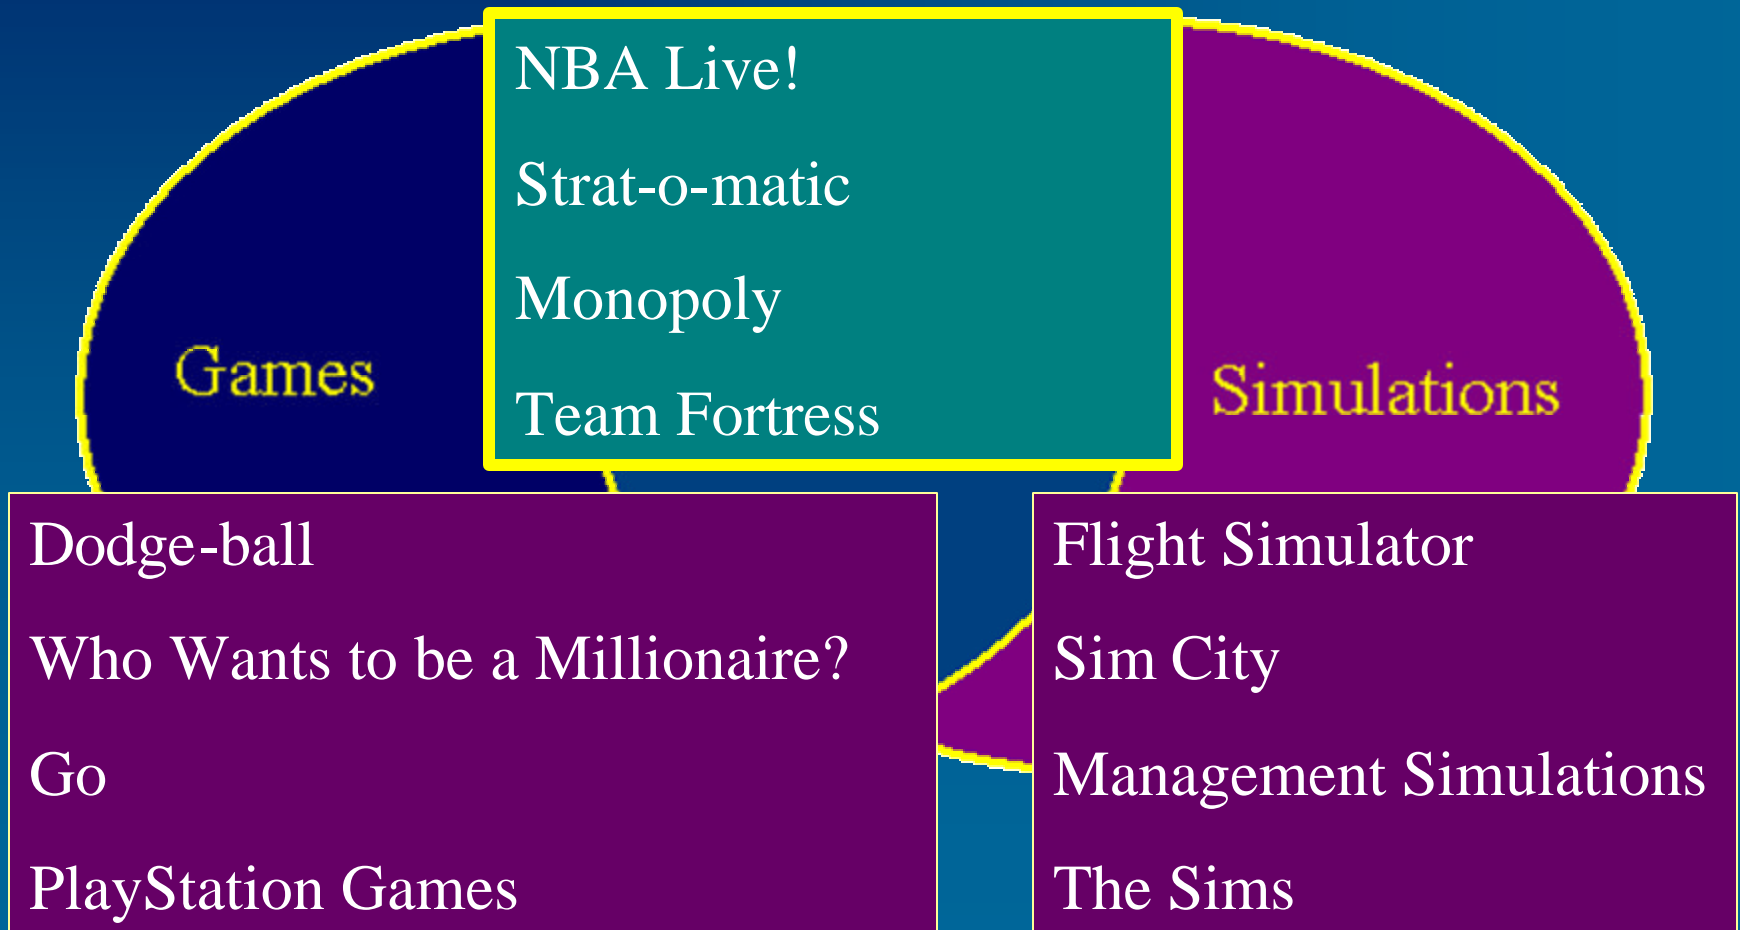 NBA Live!
Strat-o-matic
Monopoly
Team Fortress
Games
Simulations
Dodge-ball
Who Wants to be a Millionaire?
Go
PlayStation Games
Flight Simulator
Sim City
Management Simulations
The Sims